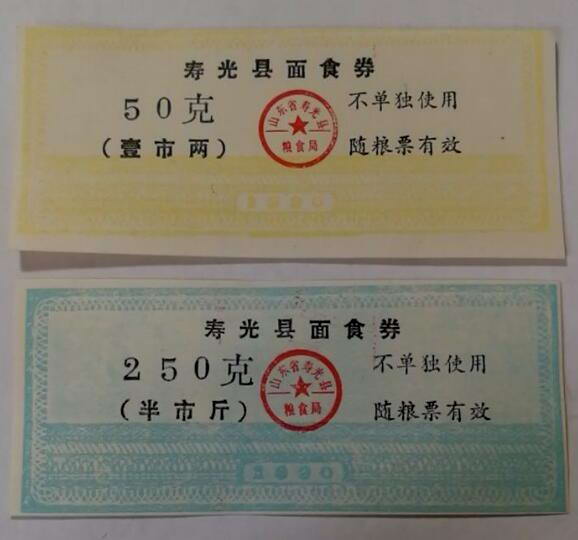 寿光县面食券
50克
(壹市两)
山东省寿光县
粮食局
不单独使用
随粮票有效
1990
寿光县面食券
250克
(半市斤)
山东省寿光县
粮食局
不单独使用
随粮票有效